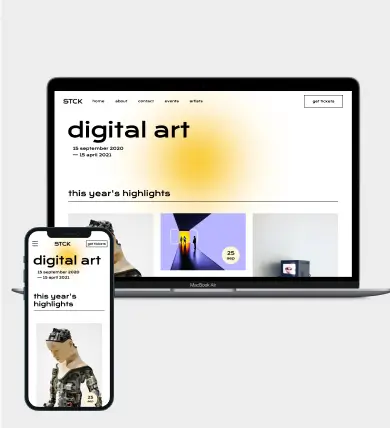 STCK home about contact events artists get tickets
digital art
15 september 2020
— 15 april 2021
this year's highlights
25
sep
MacBook Air
STCK get tickets
digital art
15 september 2020
— 15 april 2021
this year's
highlights
25
sep